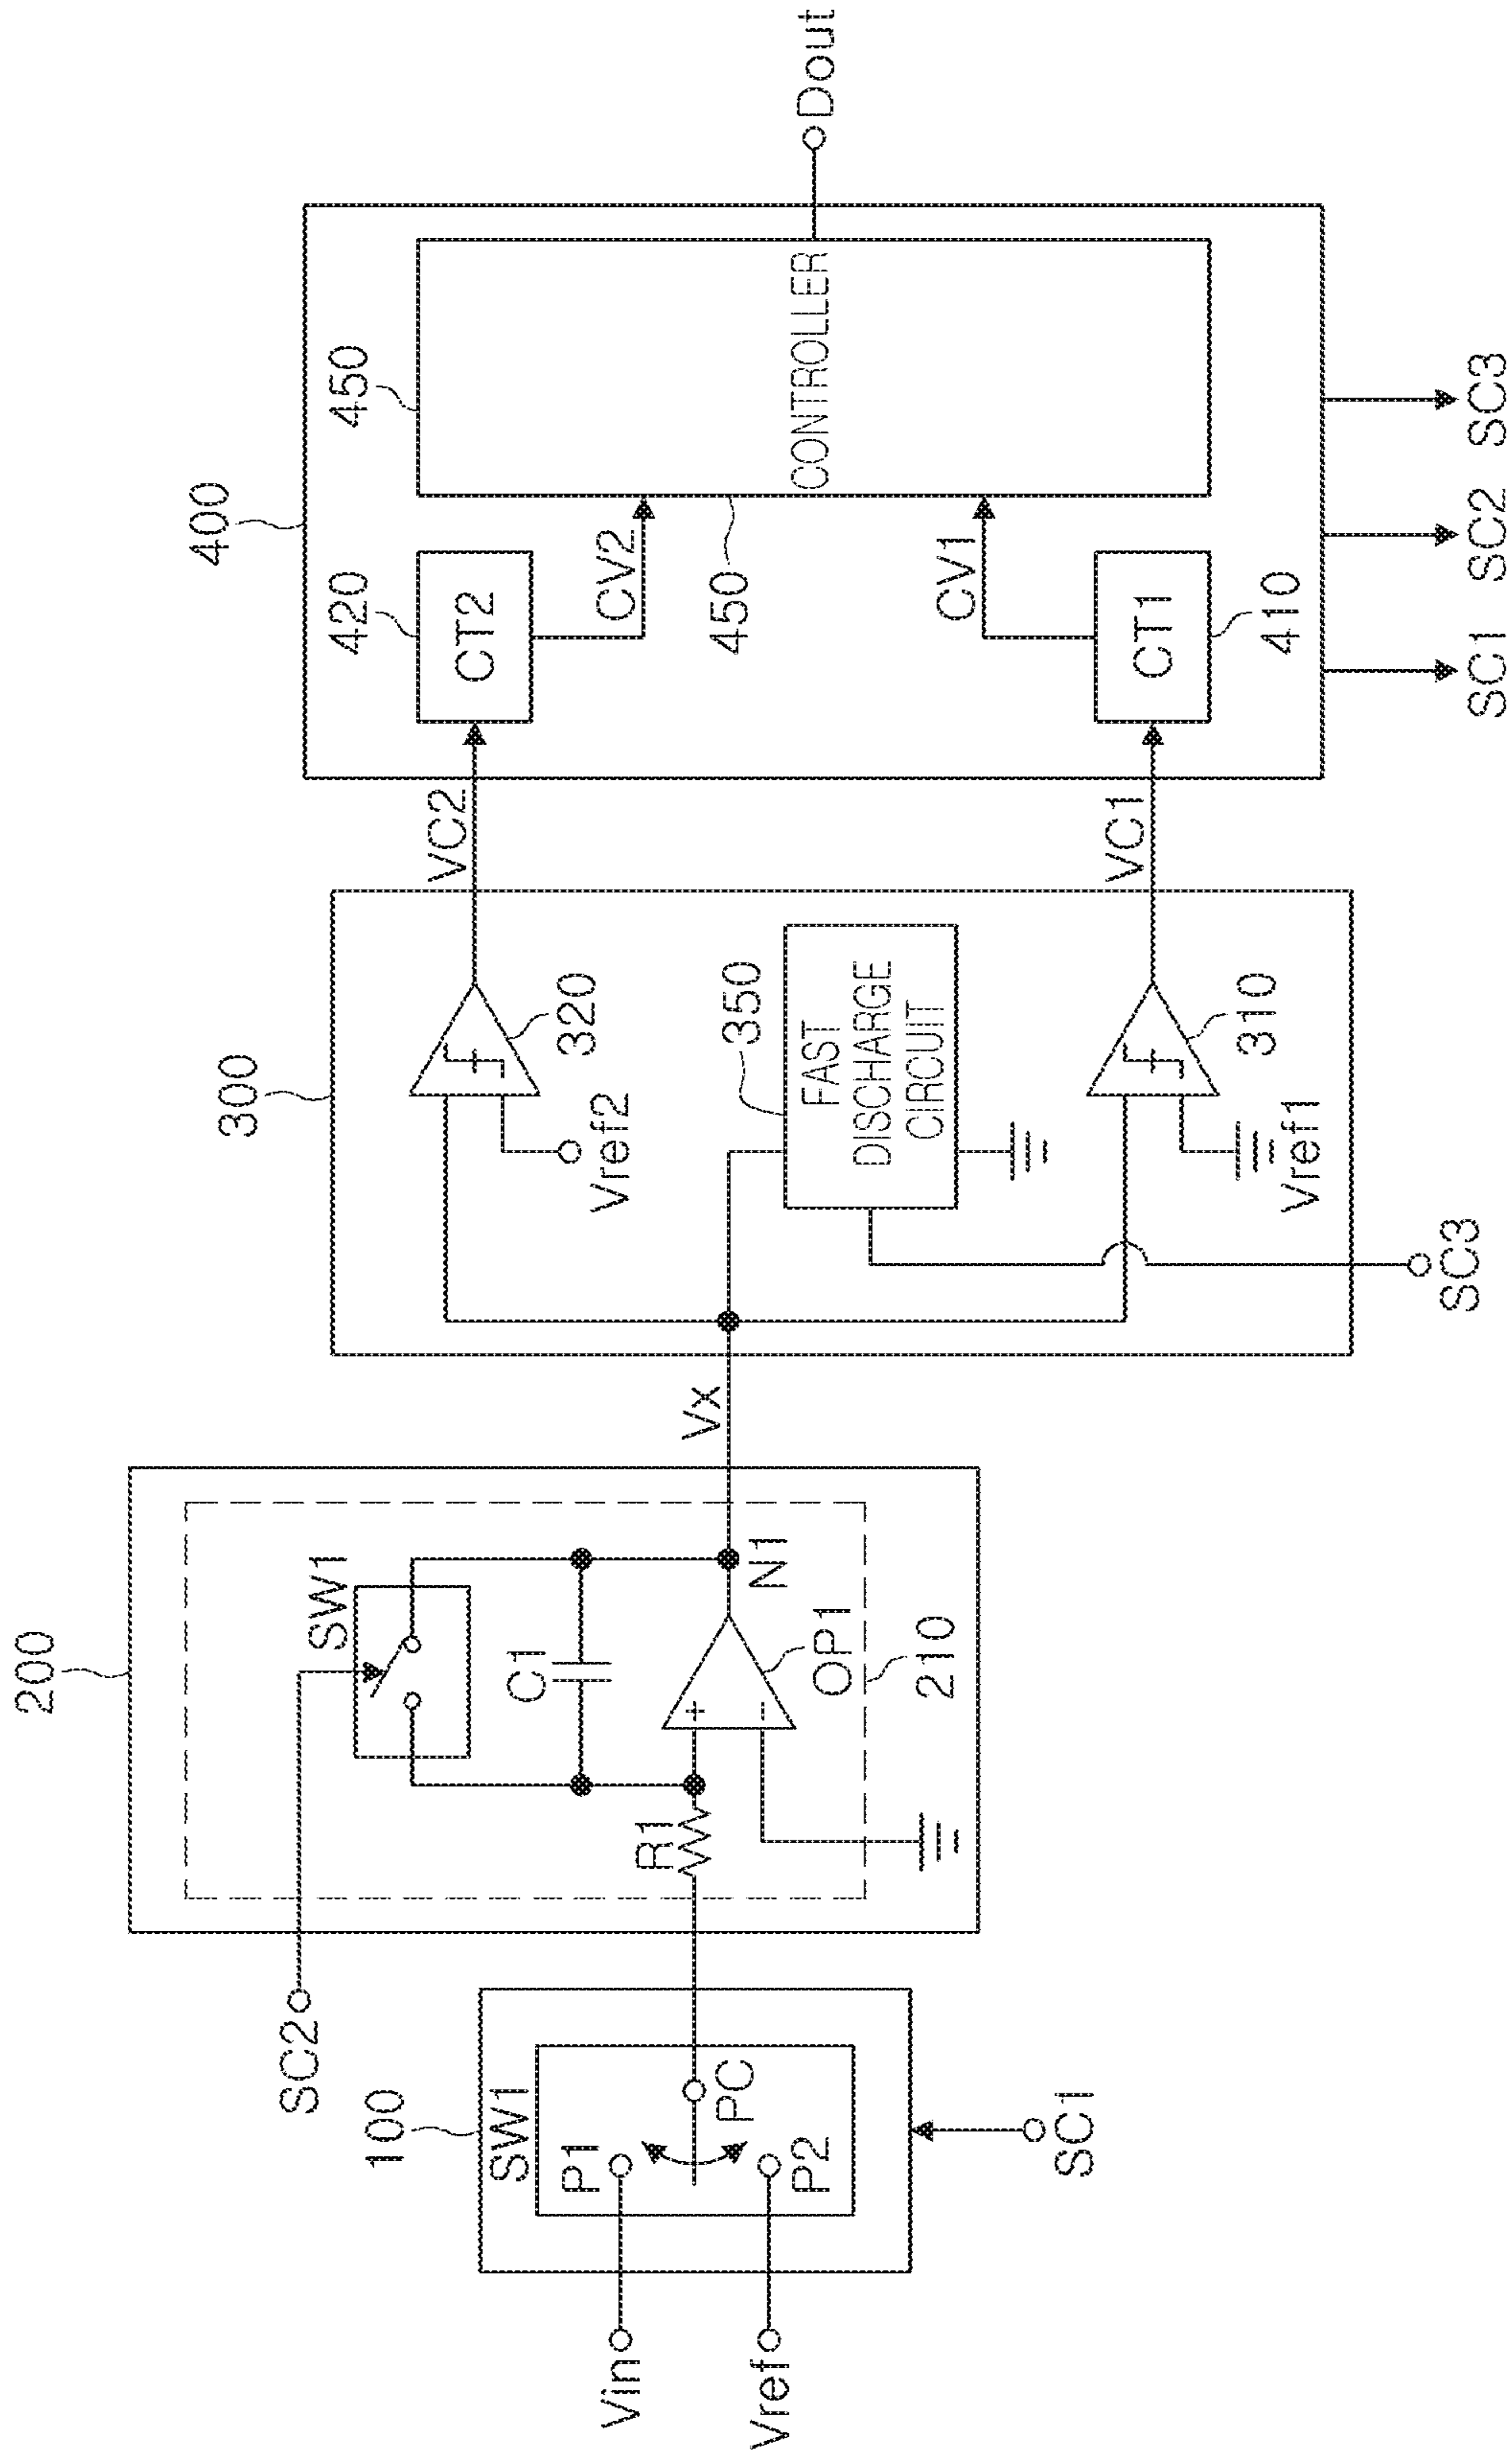 Vin
Vref
100
SW1
P1
P2
PC
SC1
SC2
200
SW1
C1
R1
+
-
OP1
N1
210
Vx
300
320
Vref2
350
FAST
DISCHARGE
CIRCUIT
310
Vref1
SC3
VC2
VC1
400
420
CT2
CV2
450
450
CONTROLLER
CV1
CT1
410
SC1
SC2
SC3
Dout